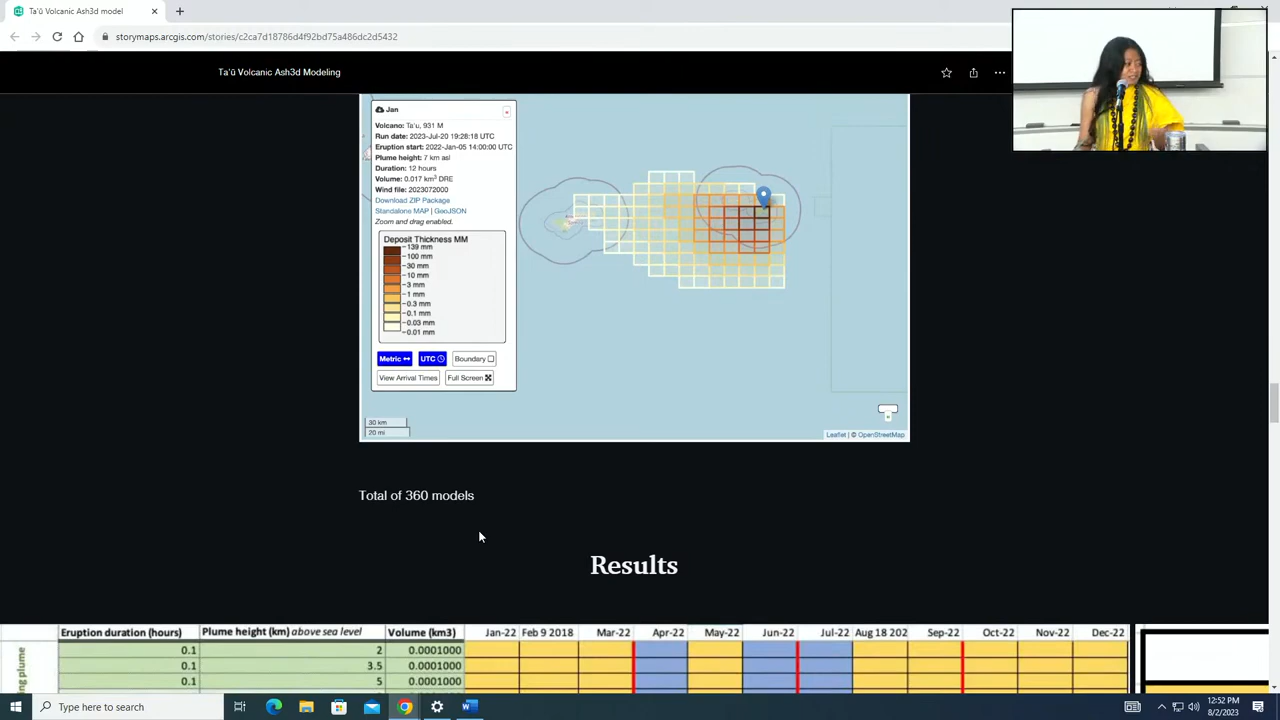 Ta'ū Volcanic Ash3d model
storymaps.arcgis.com/stories/c2ca7d18786d4f92bd75a486dc2d5432
Ta'ū Volcanic Ash3d Modeling
Jan
Volcano: Ta'u, 931 M
Run date: 2023-Jul-20 19:28:18 UTC
Eruption start: 2022-Jan-05 14:00:00 UTC
Plume height: 7 km asl
Duration: 12 hours
Volume: 0.017 km³ DRE
Wind file: 2023072000
Download ZIP Package
Standalone MAP | GeoJSON
Zoom and drag enabled.
Deposit Thickness MM
139 mm
100 mm
30 mm
10 mm
3 mm
1 mm
0.3 mm
0.1 mm
0.03 mm
0.01 mm
Metric UTC Boundary
View Arrival Times Full Screen
30 km
20 mi
Leaflet | © OpenStreetMap
Total of 360 models
Results
Eruption duration (hours) Plume height (km) above sea level Volume (km3) Jan-22 Feb 9 2018 Mar-22 Apr-22 May-22 Jun-22 Jul-22 Aug 18 202 Sep-22 Oct-22 Nov-22 Dec-22
0.1 2 0.0001000
0.1 3.5 0.0001000
0.1 5 0.0001000
ng plume
Type here to search
12:52 PM
8/2/2023